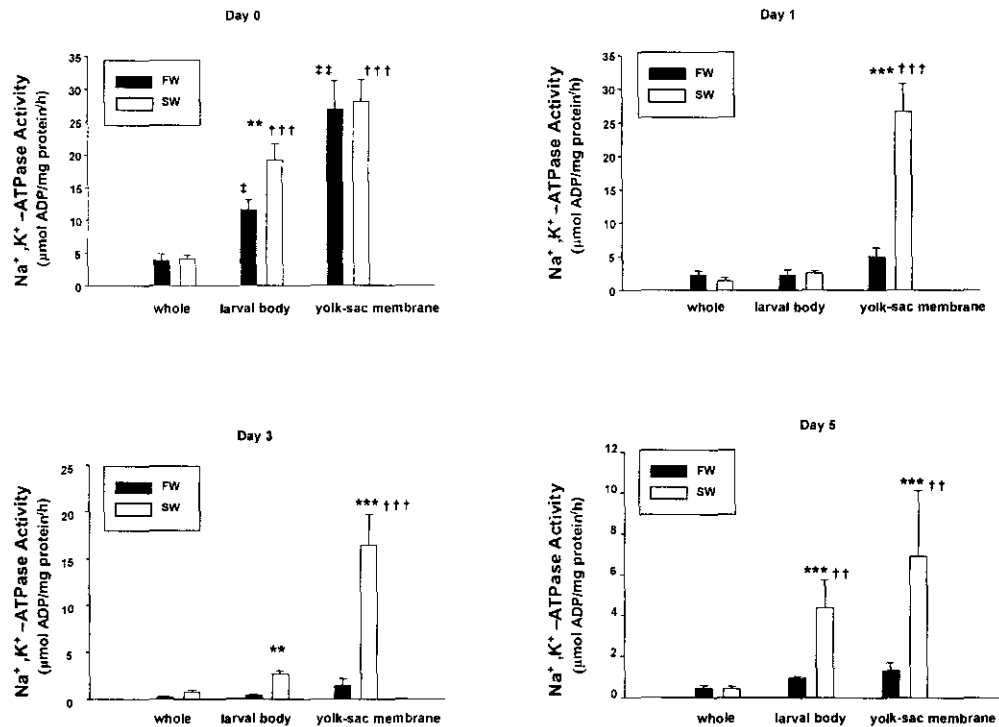 Day 0
Na⁺,K⁺–ATPase Activity
(μmol ADP/mg protein/h)
35
30
25
20
15
10
5
0
FW
SW
‡
** †††
‡‡
†††
whole larval body yolk-sac membrane
Day 1
Na⁺,K⁺–ATPase Activity
(μmol ADP/mg protein/h)
35
30
25
20
15
10
5
0
FW
SW
*** †††
whole larval body yolk-sac membrane
Day 3
Na⁺,K⁺–ATPase Activity
(μmol ADP/mg protein/h)
25
20
15
10
5
0
FW
SW
**
*** †††
whole larval body yolk-sac membrane
Day 5
Na⁺,K⁺–ATPase Activity
(μmol ADP/mg protein/h)
12
10
8
6
4
2
0
FW
SW
*** ††
*** ††
whole larval body yolk-sac membrane